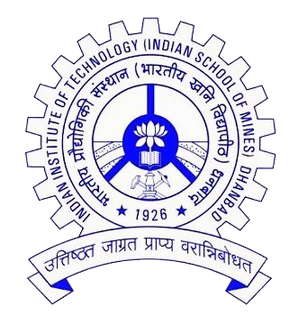 INDIAN INSTITUTE OF TECHNOLOGY (INDIAN SCHOOL OF MINES) DHANBAD
भारतीय प्रौद्योगिकी संस्थान (भारतीय खनि विद्यापीठ) धनबाद
1926
उत्तिष्ठत जाग्रत प्राप्य वरान्निबोधत